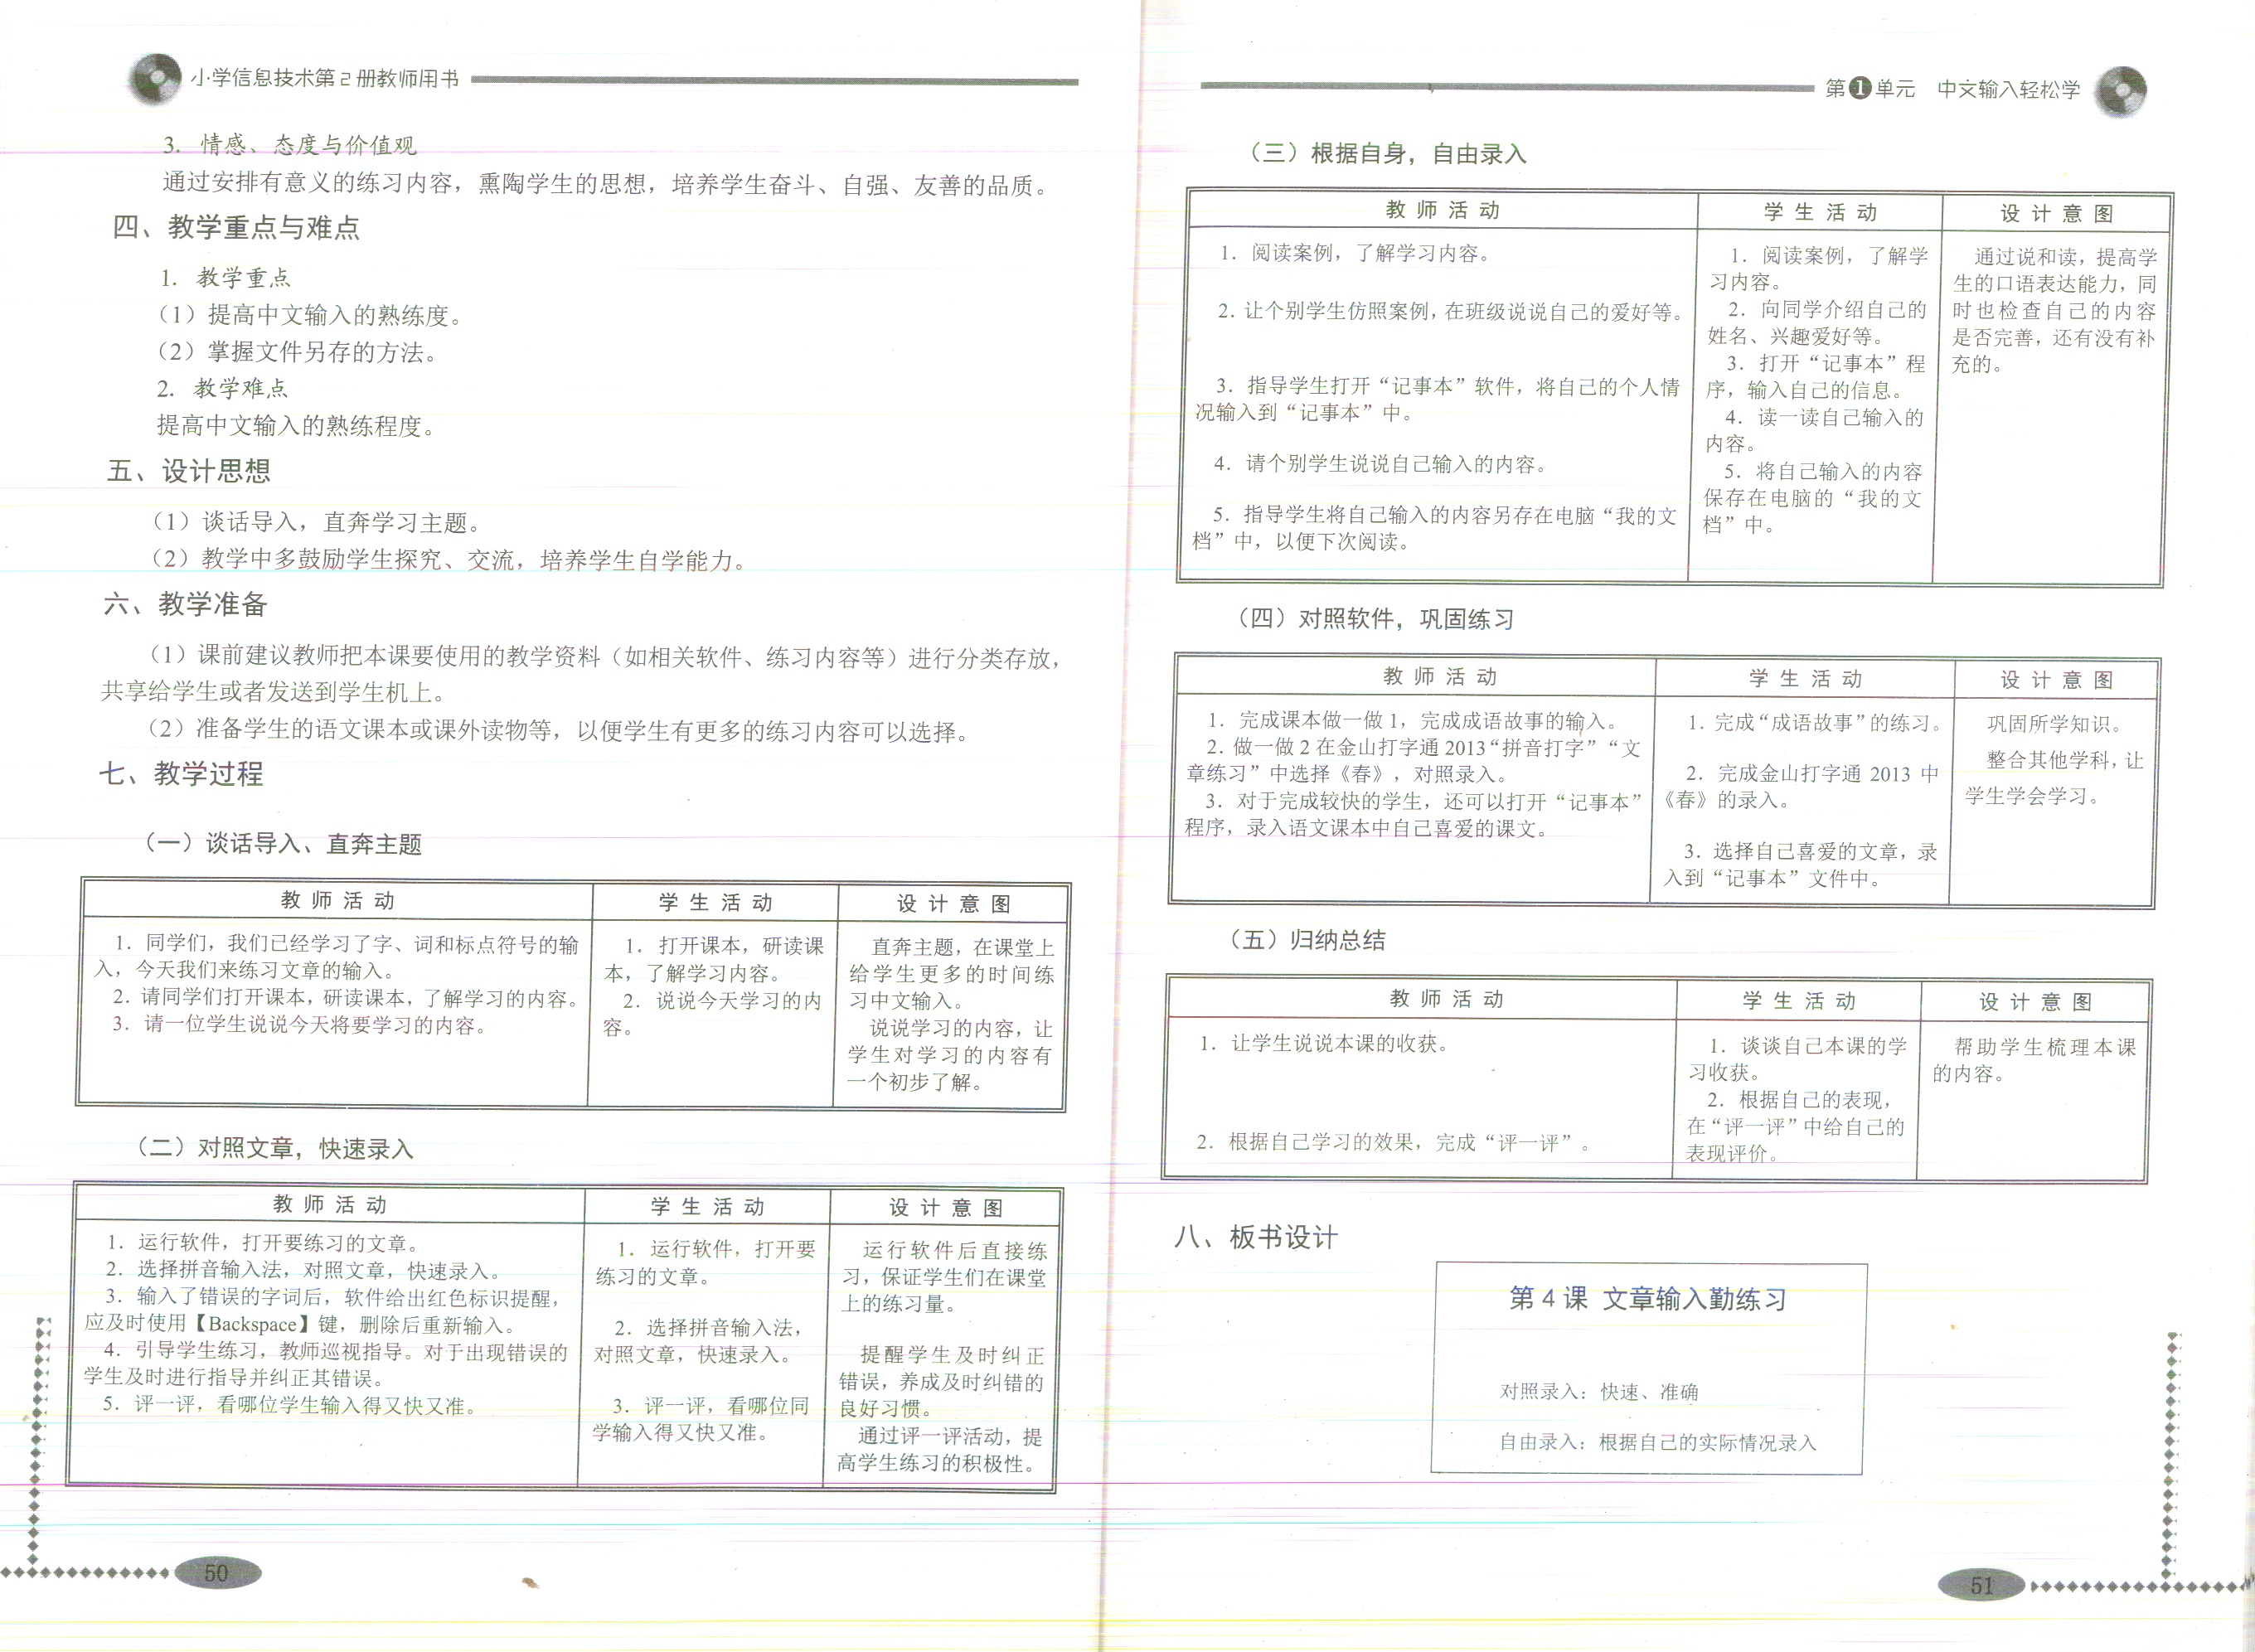 小学信息技术第2册教师用书
3. 情感、态度与价值观
通过安排有意义的练习内容，熏陶学生的思想，培养学生奋斗、自强、友善的品质。
四、教学重点与难点
1. 教学重点
（1）提高中文输入的熟练度。
（2）掌握文件另存的方法。
2. 教学难点
提高中文输入的熟练程度。
五、设计思想
（1）谈话导入，直奔学习主题。
（2）教学中多鼓励学生探究、交流，培养学生自学能力。
六、教学准备
（1）课前建议教师把本课要使用的教学资料（如相关软件、练习内容等）进行分类存放，
共享给学生或者发送到学生机上。
（2）准备学生的语文课本或课外读物等，以便学生有更多的练习内容可以选择。
七、教学过程
（一）谈话导入、直奔主题
教 师 活 动
学 生 活 动
设 计 意 图
1. 同学们，我们已经学习了字、词和标点符号的输
入，今天我们来练习文章的输入。
2. 请同学们打开课本，研读课本，了解学习的内容。
3. 请一位学生说说今天将要学习的内容。
1. 打开课本，研读课
本，了解学习内容。
2. 说说今天学习的内
容。
直奔主题，在课堂上
给学生更多的时间练
习中文输入。
说说学习的内容，让
学生对学习的内容有
一个初步了解。
（二）对照文章，快速录入
教 师 活 动
学 生 活 动
设 计 意 图
1. 运行软件，打开要练习的文章。
2. 选择拼音输入法，对照文章，快速录入。
3. 输入了错误的字词后，软件给出红色标识提醒，
应及时使用【Backspace】键，删除后重新输入。
4. 引导学生练习，教师巡视指导。对于出现错误的
学生及时进行指导并纠正其错误。
5. 评一评，看哪位学生输入得又快又准。
1. 运行软件，打开要
练习的文章。
2. 选择拼音输入法，
对照文章，快速录入。
3. 评一评，看哪位同
学输入得又快又准。
运行软件后直接练
习，保证学生们在课堂
上的练习量。
提醒学生及时纠正
错误，养成及时纠错的
良好习惯。
通过评一评活动，提
高学生练习的积极性。
50
第1单元 中文输入轻松学
（三）根据自身，自由录入
教 师 活 动
学 生 活 动
设 计 意 图
1. 阅读案例，了解学习内容。
2. 让个别学生仿照案例，在班级说说自己的爱好等。
3. 指导学生打开“记事本”软件，将自己的个人情
况输入到“记事本”中。
4. 请个别学生说说自己输入的内容。
5. 指导学生将自己输入的内容另存在电脑“我的文
档”中，以便下次阅读。
1. 阅读案例，了解学
习内容。
2. 向同学介绍自己的
姓名、兴趣爱好等。
3. 打开“记事本”程
序，输入自己的信息。
4. 读一读自己输入的
内容。
5. 将自己输入的内容
保存在电脑的“我的文
档”中。
通过说和读，提高学
生的口语表达能力，同
时也检查自己的内容
是否完善，还有没有补
充的。
（四）对照软件，巩固练习
教 师 活 动
学 生 活 动
设 计 意 图
1. 完成课本做一做1，完成成语故事的输入。
2. 做一做2在金山打字通2013“拼音打字”“文
章练习”中选择《春》，对照录入。
3. 对于完成较快的学生，还可以打开“记事本”
程序，录入语文课本中自己喜爱的课文。
1. 完成“成语故事”的练习。
2. 完成金山打字通 2013 中
《春》的录入。
3. 选择自己喜爱的文章，录
入到“记事本”文件中。
巩固所学知识。
整合其他学科，让
学生学会学习。
（五）归纳总结
教 师 活 动
学 生 活 动
设 计 意 图
1. 让学生说说本课的收获。
2. 根据自己学习的效果，完成“评一评”。
1. 谈谈自己本课的学
习收获。
2. 根据自己的表现，
在“评一评”中给自己的
表现评价。
帮助学生梳理本课
的内容。
八、板书设计
第 4 课 文章输入勤练习
对照录入：快速、准确
自由录入：根据自己的实际情况录入
51